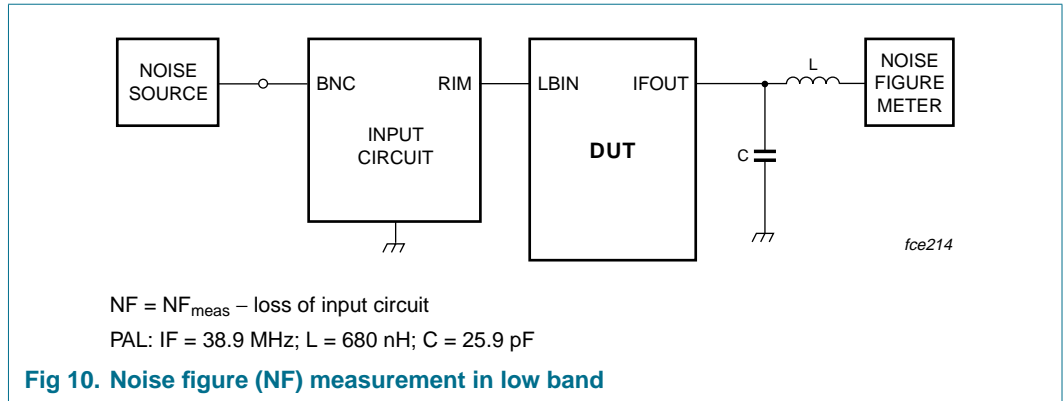 NOISE
SOURCE
BNC
RIM
INPUT
CIRCUIT
LBIN
IFOUT
DUT
C
L
NOISE
FIGURE
METER
fce214
NF = NFmeas − loss of input circuit
PAL: IF = 38.9 MHz; L = 680 nH; C = 25.9 pF
Fig 10. Noise figure (NF) measurement in low band